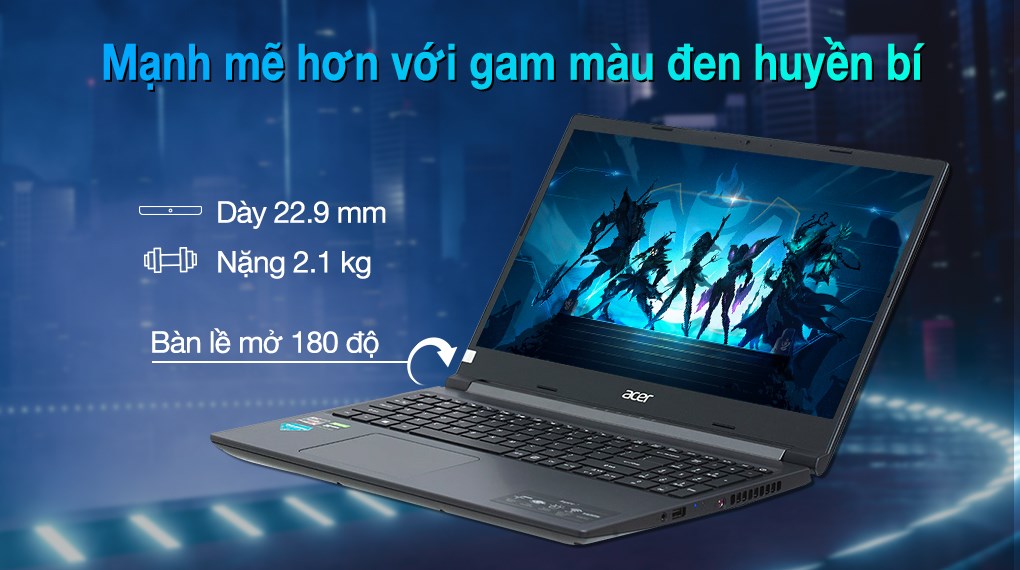 Mạnh mẽ hơn với gam màu đen huyền bí
Dày 22.9 mm
Nặng 2.1 kg
Bàn lề mở 180 độ
acer